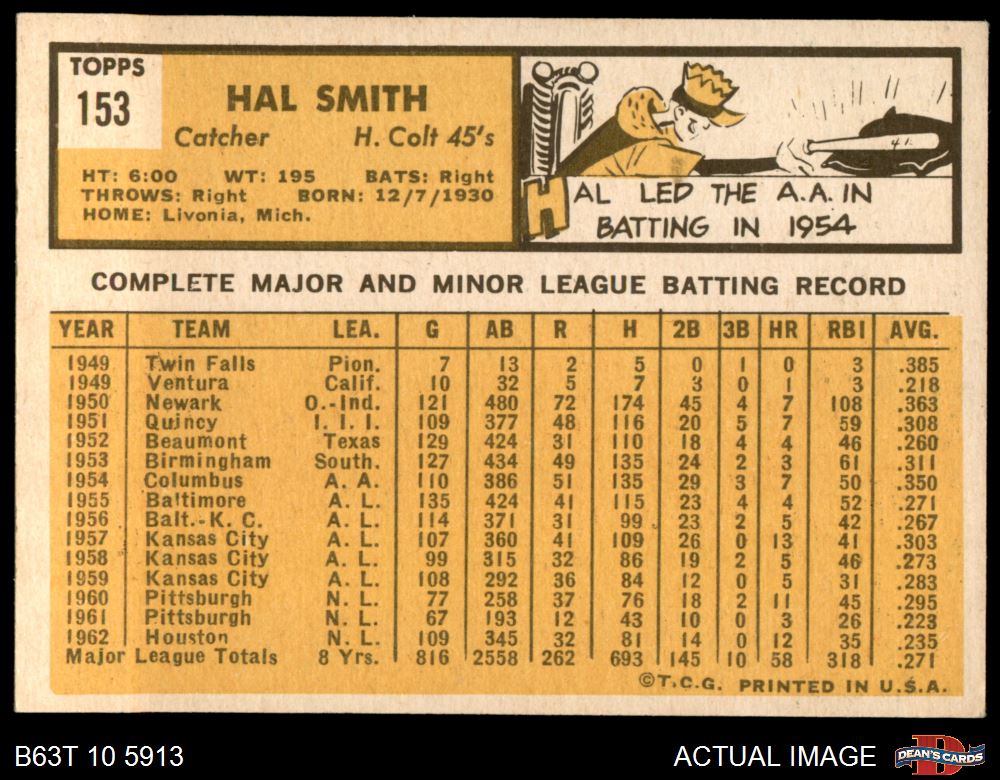 TOPPS
153
HAL SMITH
Catcher H. Colt 45's
HT: 6:00 WT: 195 BATS: Right
THROWS: Right BORN: 12/7/1930
HOME: Livonia, Mich.
HAL LED THE A.A. IN
BATTING IN 1954
COMPLETE MAJOR AND MINOR LEAGUE BATTING RECORD
YEAR TEAM LEA. G AB R H 2B 3B HR RBI AVG.
1949 Twin Falls Pion. 7 13 2 5 0 1 0 3 .385
1949 Ventura Calif. 10 32 5 7 3 0 1 3 .218
1950 Newark O.-Ind. 121 480 72 174 45 4 7 108 .363
1951 Quincy I. I. I. 109 377 48 116 20 5 7 59 .308
1952 Beaumont Texas 129 424 31 110 18 4 4 46 .260
1953 Birmingham South. 127 434 49 135 24 2 3 61 .311
1954 Columbus A. A. 110 386 51 135 29 3 7 50 .350
1955 Baltimore A. L. 135 424 41 115 23 4 4 52 .271
1956 Balt.-K. C. A. L. 114 371 31 99 23 2 5 42 .267
1957 Kansas City A. L. 107 360 41 109 26 0 13 41 .303
1958 Kansas City A. L. 99 315 32 86 19 2 5 46 .273
1959 Kansas City A. L. 108 292 36 84 12 0 5 31 .283
1960 Pittsburgh N. L. 77 258 37 76 18 2 11 45 .295
1961 Pittsburgh N. L. 67 193 12 43 10 0 3 26 .223
1962 Houston N. L. 109 345 32 81 14 0 12 35 .235
Major League Totals 8 Yrs. 816 2558 262 693 145 10 58 318 .271
©T.C.G. PRINTED IN U.S.A.
B63T 10 5913 ACTUAL IMAGE DEAN'S CARDS